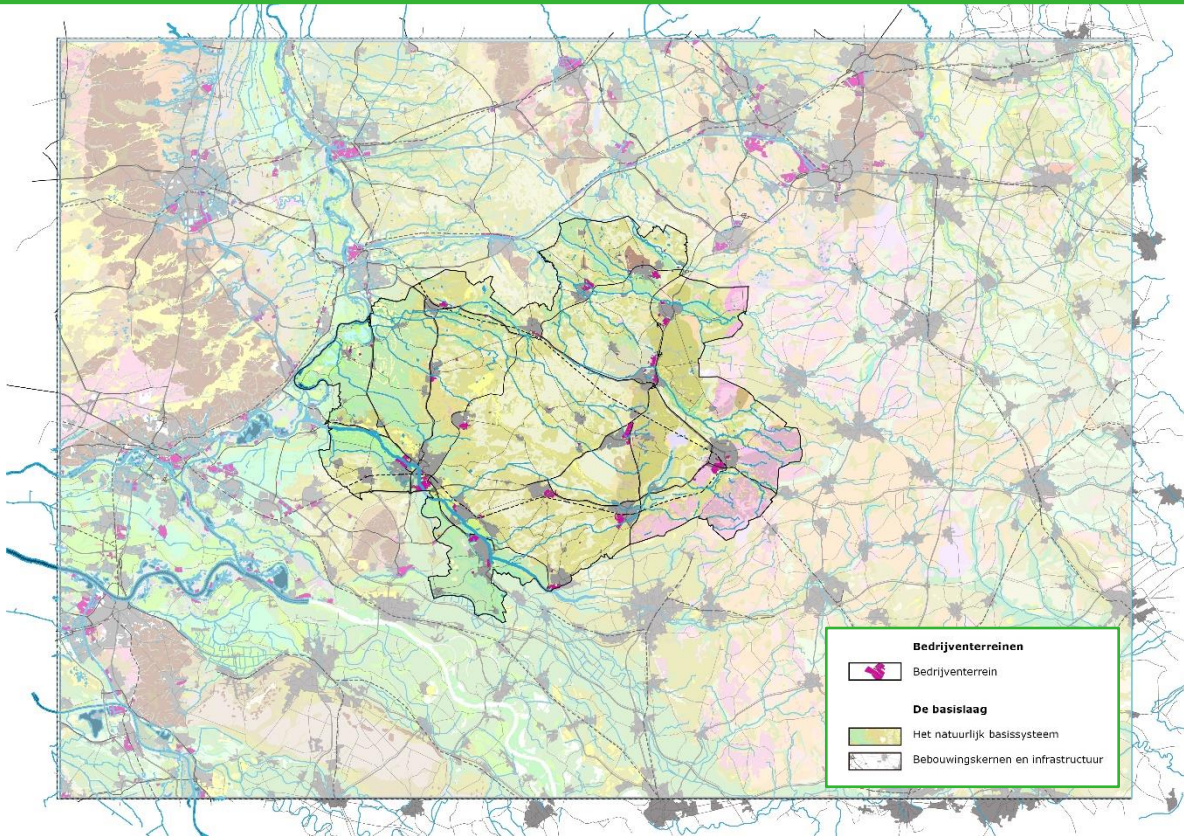 Bedrijventerreinen
Bedrijventerrein
De basislaag
Het natuurlijk basissysteem
Bebouwingskernen en infrastructuur